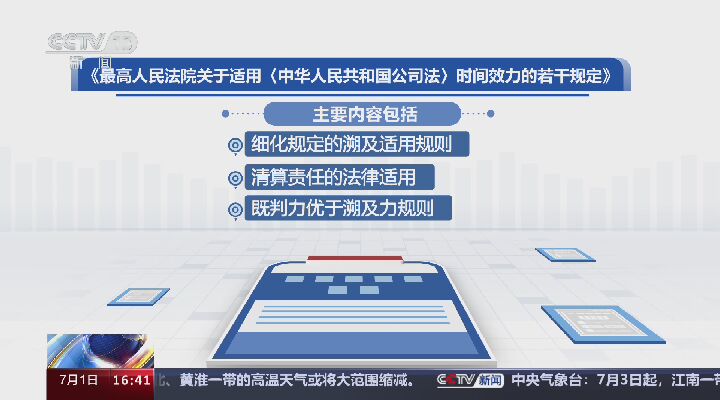 CCTV 13
新闻
《最高人民法院关于适用〈中华人民共和国公司法〉时间效力的若干规定》
主要内容包括
细化规定的溯及适用规则
清算责任的法律适用
既判力优于溯及力规则
7月1日 16:41
、黄淮一带的高温天气或将大范围缩减。 CCTV 新闻 中央气象台：7月3日起，江南一带